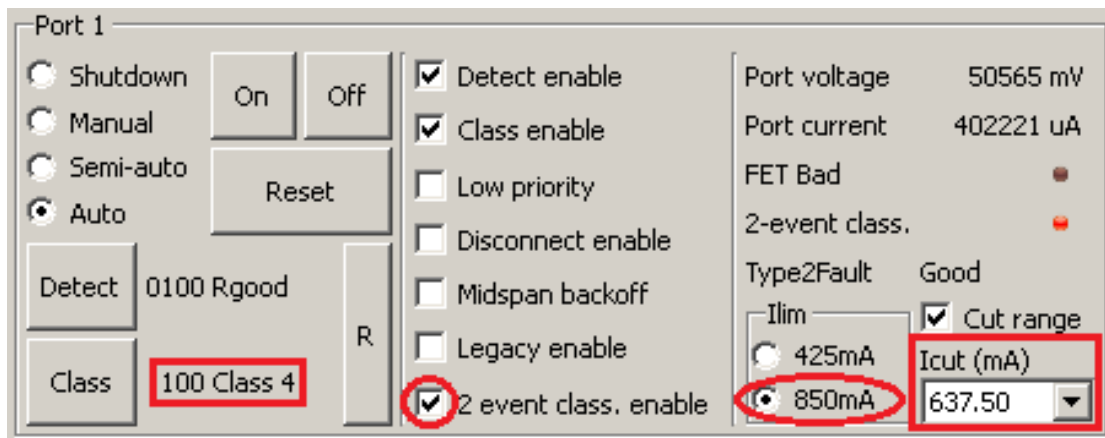 Port 1
Shutdown
Manual
Semi-auto
Auto
On
Off
Reset
Detect
0100 Rgood
Class
100 Class 4
R
Detect enable
Class enable
Low priority
Disconnect enable
Midspan backoff
Legacy enable
2 event class. enable
Port voltage 50565 mV
Port current 402221 uA
FET Bad
2-event class.
Type2Fault Good
Ilim
425mA
850mA
Cut range
Icut (mA)
637.50